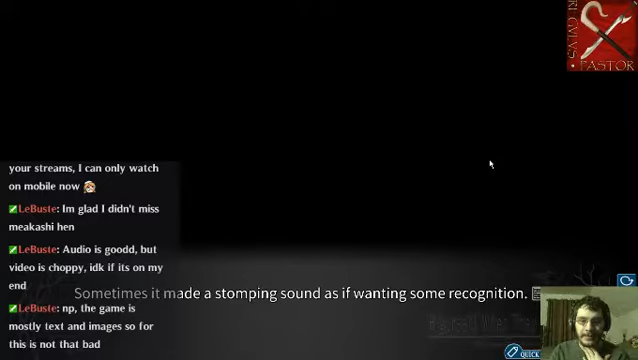 RE GVLVS
• PASTOR
your streams, I can only watch
on mobile now
LeBuste: Im glad I didn't miss
meakashi hen
LeBuste: Audio is goodd, but
video is choppy, idk if its on my
end
Sometimes it made a stomping sound as if wanting some recognition.
LeBuste: np, the game is
mostly text and images so for
this is not that bad
QUICK